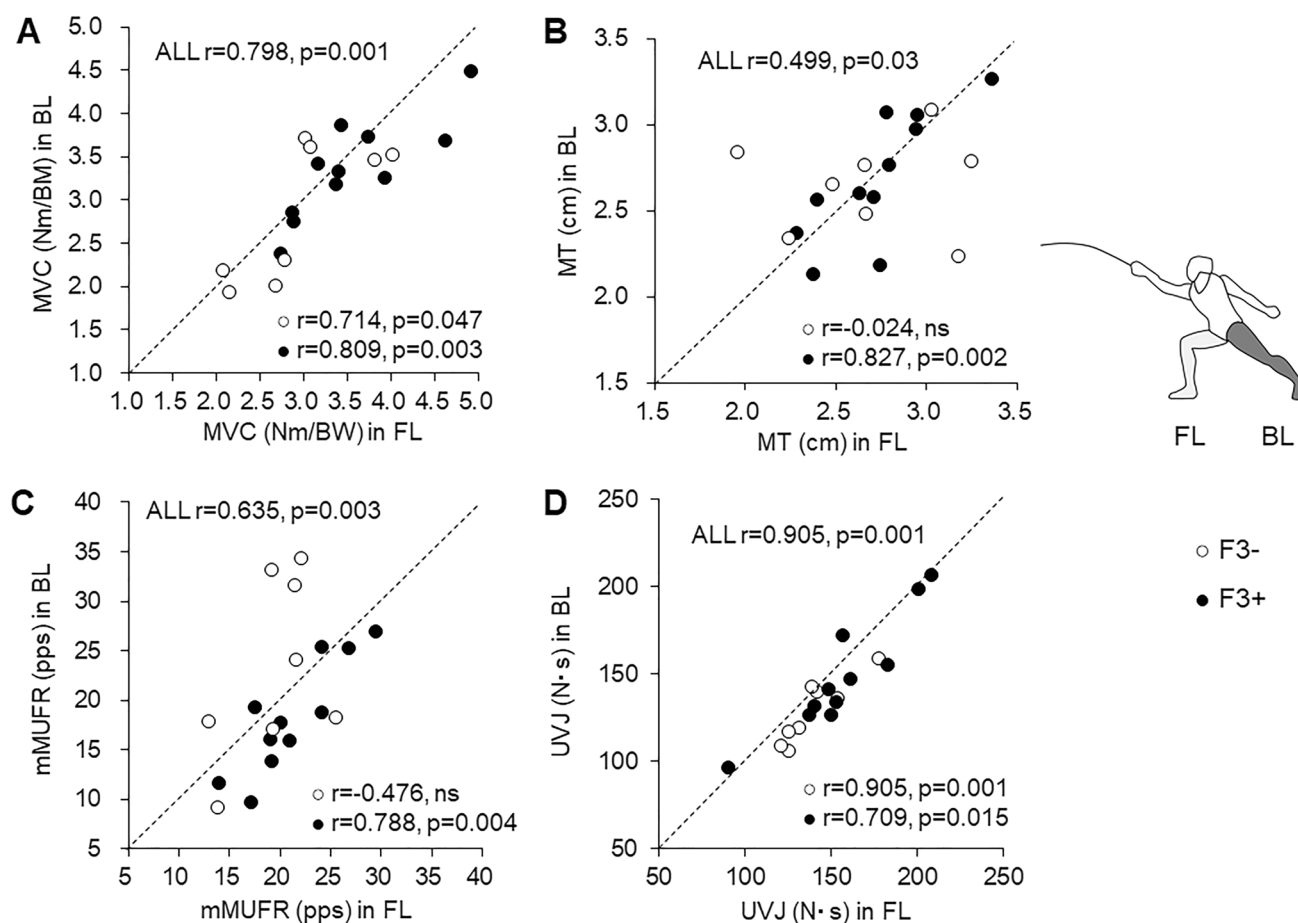 A
ALL r=0.798, p=0.001
MVC (Nm/BM) in BL
5.0
4.5
4.0
3.5
3.0
2.5
2.0
1.5
1.0
r=0.714, p=0.047
r=0.809, p=0.003
1.0 1.5 2.0 2.5 3.0 3.5 4.0 4.5 5.0
MVC (Nm/BW) in FL
B
ALL r=0.499, p=0.03
MT (cm) in BL
3.5
3.0
2.5
2.0
1.5
r=-0.024, ns
r=0.827, p=0.002
1.5 2.0 2.5 3.0 3.5
MT (cm) in FL
FL BL
C
ALL r=0.635, p=0.003
mMUFR (pps) in BL
40
35
30
25
20
15
10
5
r=-0.476, ns
r=0.788, p=0.004
5 10 15 20 25 30 35 40
mMUFR (pps) in FL
D
ALL r=0.905, p=0.001
UVJ (N· s) in BL
250
200
150
100
50
r=0.905, p=0.001
r=0.709, p=0.015
50 100 150 200 250
UVJ (N· s) in FL
F3-
F3+